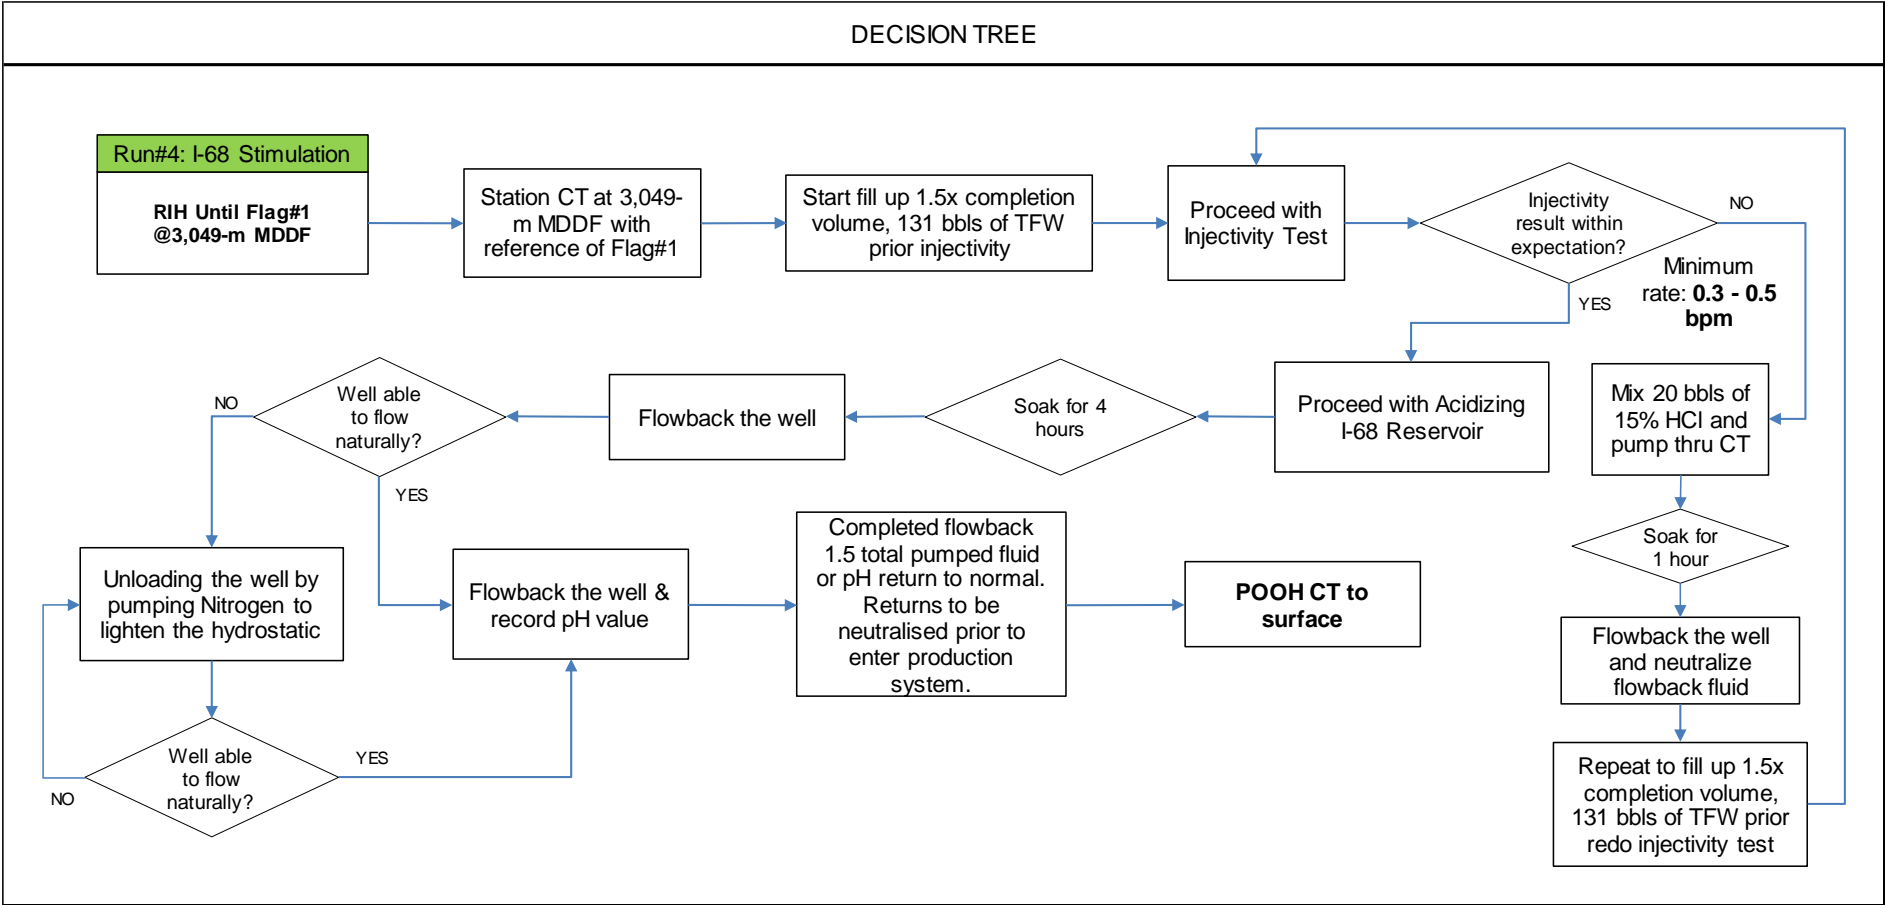 DECISION TREE
Run#4: I-68 Stimulation
RIH Until Flag#1
@3,049-m MDDF
Station CT at 3,049-
m MDDF with
reference of Flag#1
Start fill up 1.5x completion
volume, 131 bbls of TFW
prior injectivity
Proceed with
Injectivity Test
Injectivity
result within
expectation?
NO
Minimum
rate: 0.3 - 0.5
bpm
YES
Mix 20 bbls of
15% HCl and
pump thru CT
Soak for
1 hour
Flowback the well
and neutralize
flowback fluid
Repeat to fill up 1.5x
completion volume,
131 bbls of TFW prior
redo injectivity test
Proceed with Acidizing
I-68 Reservoir
Soak for 4
hours
Flowback the well
Well able
to flow
naturally?
NO
YES
Unloading the well by
pumping Nitrogen to
lighten the hydrostatic
Well able
to flow
naturally?
NO
YES
Flowback the well &
record pH value
Completed flowback
1.5 total pumped fluid
or pH return to normal.
Returns to be
neutralised prior to
enter production
system.
POOH CT to
surface